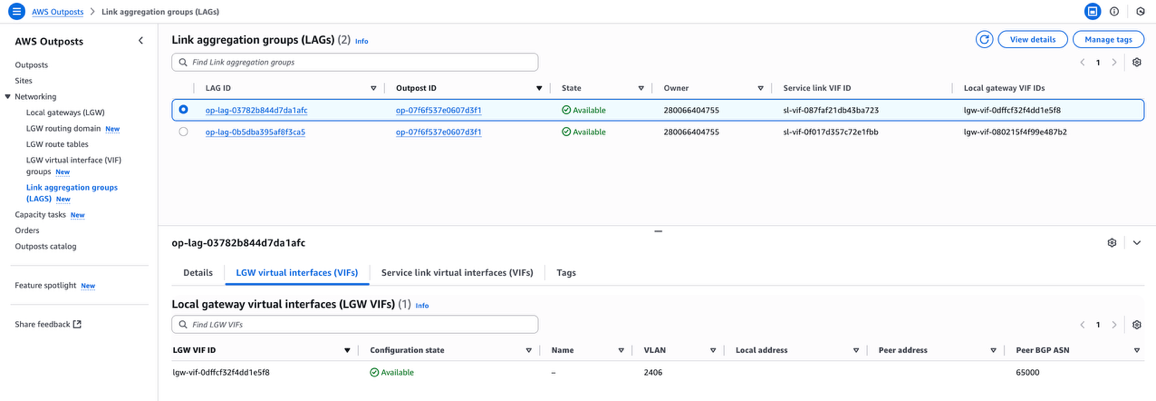 AWS Outposts > Link aggregation groups (LAGs)
AWS Outposts
Outposts
Sites
Networking
Local gateways (LGW)
LGW routing domain New
LGW route tables
LGW virtual interface (VIF)
groups New
Link aggregation groups
(LAGS) New
Capacity tasks New
Orders
Outposts catalog
Feature spotlight New
Share feedback
Link aggregation groups (LAGs) (2) Info
View details
Manage tags
Find Link aggregation groups
1
LAG ID Outpost ID State Owner Service link VIF ID Local gateway VIF IDs
op-lag-03782b844d7da1afc op-07f6f537e0607d3f1 Available 280066404755 sl-vif-087faf21db43ba723 lgw-vif-0dffcf32f4dd1e5f8
op-lag-0b5dba395af8f3ca5 op-07f6f537e0607d3f1 Available 280066404755 sl-vif-0f017d357c72e1fbb lgw-vif-080215f4f99e487b2
op-lag-03782b844d7da1afc
Details LGW virtual interfaces (VIFs) Service link virtual interfaces (VIFs) Tags
Local gateway virtual interfaces (LGW VIFs) (1) Info
Find LGW VIFs
1
LGW VIF ID Configuration state Name VLAN Local address Peer address Peer BGP ASN
lgw-vif-0dffcf32f4dd1e5f8 Available – 2406 65000